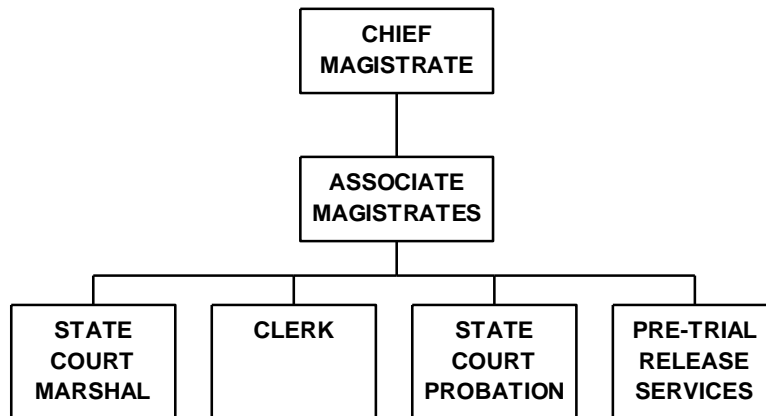 CHIEF
MAGISTRATE
ASSOCIATE
MAGISTRATES
STATE
COURT
MARSHAL
CLERK
STATE
COURT
PROBATION
PRE-TRIAL
RELEASE
SERVICES